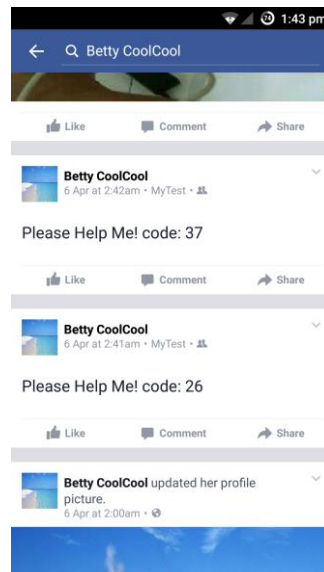 1:43 pm
Betty CoolCool
Like Comment Share
Betty CoolCool
6 Apr at 2:42am • MyTest •
Please Help Me! code: 37
Like Comment Share
Betty CoolCool
6 Apr at 2:41am • MyTest •
Please Help Me! code: 26
Like Comment Share
Betty CoolCool updated her profile
picture.
6 Apr at 2:00am •